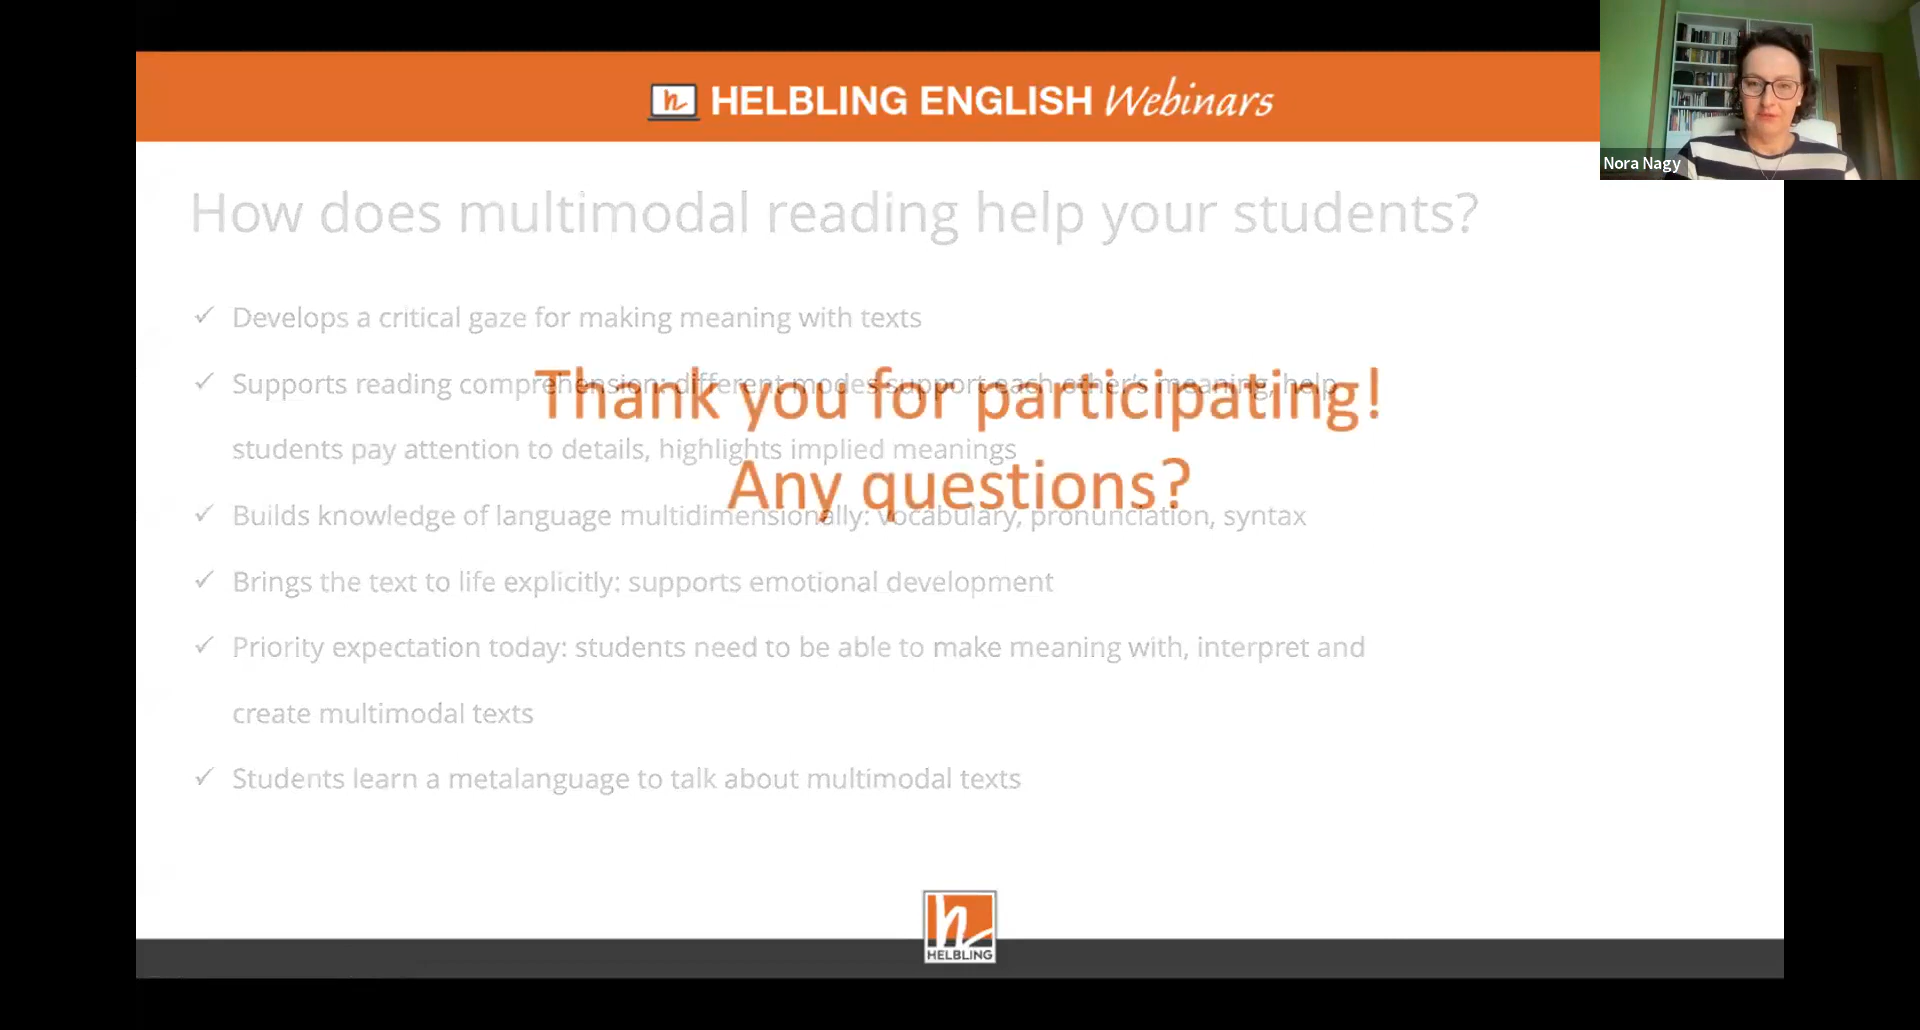 HELBLING ENGLISH Webinars
Nora Nagy
How does multimodal reading help your students?
✓ Develops a critical gaze for making meaning with texts
✓ Supports reading comprehension: different modes support each other's meaning, help
students pay attention to details, highlights implied meanings
✓ Builds knowledge of language multidimensionally: vocabulary, pronunciation, syntax
✓ Brings the text to life explicitly: supports emotional development
✓ Priority expectation today: students need to be able to make meaning with, interpret and
create multimodal texts
✓ Students learn a metalanguage to talk about multimodal texts
Thank you for participating!
Any questions?
HELBLING